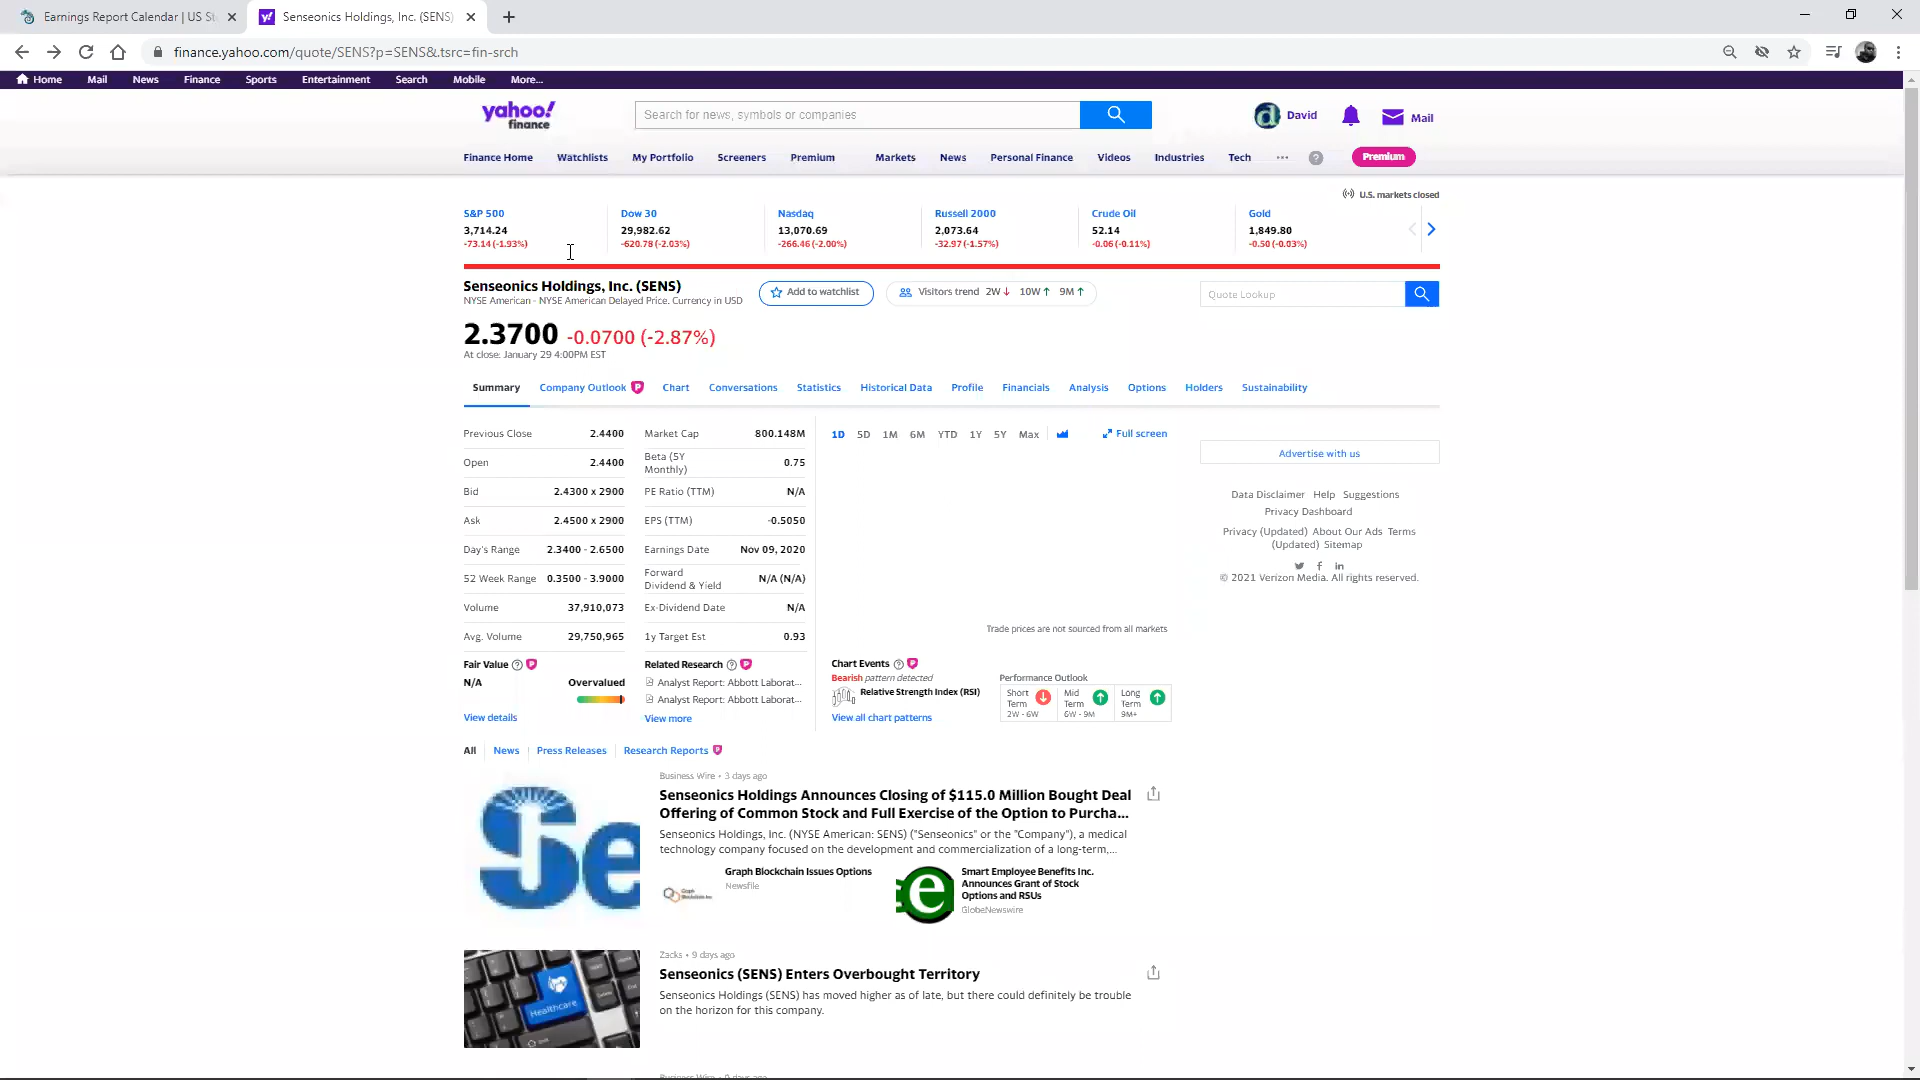 Earnings Report Calendar | US St
Senseonics Holdings, Inc. (SENS)
finance.yahoo.com/quote/SENS?p=SENS&.tsrc=fin-srch
Home Mail News Finance Sports Entertainment Search Mobile More...
yahoo!
finance
Search for news, symbols or companies
David
Mail
Finance Home Watchlists My Portfolio Screeners Premium Markets News Personal Finance Videos Industries Tech ... ? Premium
U.S. markets closed
S&P 500 Dow 30 Nasdaq Russell 2000 Crude Oil Gold
3,714.24 29,982.62 13,070.69 2,073.64 52.14 1,849.80
-73.14 (-1.93%) -620.78 (-2.03%) -266.46 (-2.00%) -32.97 (-1.57%) -0.06 (-0.11%) -0.50 (-0.03%)
Senseonics Holdings, Inc. (SENS)
NYSE American - NYSE American Delayed Price. Currency in USD
Add to watchlist
Visitors trend 2W↓ 10W↑ 9M↑
Quote Lookup
2.3700 -0.0700 (-2.87%)
At close: January 29 4:00PM EST
Summary Company Outlook P Chart Conversations Statistics Historical Data Profile Financials Analysis Options Holders Sustainability
Previous Close 2.4400
Open 2.4400
Bid 2.4300 x 2900
Ask 2.4500 x 2900
Day's Range 2.3400 - 2.6500
52 Week Range 0.3500 - 3.9000
Volume 37,910,073
Avg. Volume 29,750,965
Market Cap 800.148M
Beta (5Y
Monthly) 0.75
PE Ratio (TTM) N/A
EPS (TTM) -0.5050
Earnings Date Nov 09, 2020
Forward
Dividend & Yield N/A (N/A)
Ex-Dividend Date N/A
1y Target Est 0.93
1D 5D 1M 6M YTD 1Y 5Y Max
Full screen
Trade prices are not sourced from all markets
Advertise with us
Data Disclaimer Help Suggestions
Privacy Dashboard
Privacy (Updated) About Our Ads Terms
(Updated) Sitemap
© 2021 Verizon Media. All rights reserved.
Fair Value ? P
N/A Overvalued
View details
Related Research ? P
Analyst Report: Abbott Laborat...
Analyst Report: Abbott Laborat...
View more
Chart Events ? P
Bearish pattern detected
Relative Strength Index (RSI)
View all chart patterns
Performance Outlook
Short
Term
2W - 6W
Mid
Term
6W - 9M
Long
Term
9M+
All News Press Releases Research Reports P
Business Wire • 3 days ago
Senseonics Holdings Announces Closing of $115.0 Million Bought Deal
Offering of Common Stock and Full Exercise of the Option to Purcha...
Senseonics Holdings, Inc. (NYSE American: SENS) ("Senseonics" or the "Company"), a medical
technology company focused on the development and commercialization of a long-term,...
Se
Graph Blockchain Issues Options
Newsfile
Smart Employee Benefits Inc.
Announces Grant of Stock
Options and RSUs
GlobeNewswire
Zacks • 9 days ago
Senseonics (SENS) Enters Overbought Territory
Senseonics Holdings (SENS) has moved higher as of late, but there could definitely be trouble
on the horizon for this company.
Healthcare